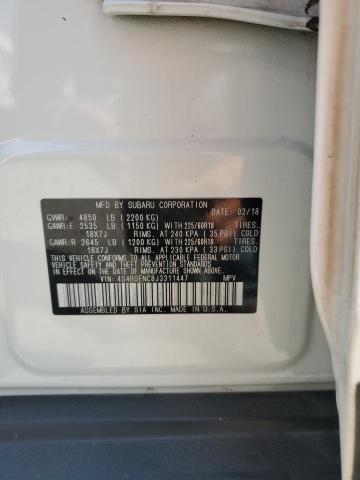 MFD BY SUBARU CORPORATION
DATE: 02/18
GVWR: 4850 LB (2200 KG)
GAWR:F 2535 LB (1150 KG) WITH 225/60R18 TIRES.
18X7J RIMS. AT 240 KPA (35 PSI) COLD
GAWR:R 2645 LB (1200 KG) WITH 225/60R18 TIRES.
18X7J RIMS. AT 230 KPA (33 PSI) COLD
THIS VEHICLE CONFORMS TO ALL APPLICABLE FEDERAL MOTOR
VEHICLE SAFETY, BUMPER, AND THEFT PREVENTION STANDARDS IN
EFFECT ON THE DATE OF MANUFACTURE SHOWN ABOVE.
VIN: 4S4BSENC8J3311447 MPV
ASSEMBLED BY SIA INC. MADE IN U.S.A.